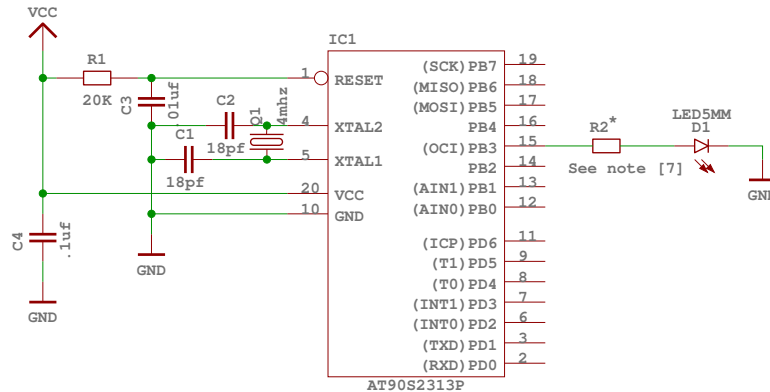 VCC
IC1
R1
20K
C3
.01uf
C2
18pf
Q1
4mhz
C1
18pf
1
RESET
4
XTAL2
5
XTAL1
20
VCC
10
GND
C4
.1uf
GND
GND
(SCK)PB7
19
(MISO)PB6
18
(MOSI)PB5
17
PB4
16
(OCI)PB3
15
PB2
14
(AIN1)PB1
13
(AIN0)PB0
12
(ICP)PD6
11
(T1)PD5
9
(T0)PD4
8
(INT1)PD3
7
(INT0)PD2
6
(TXD)PD1
3
(RXD)PD0
2
AT90S2313P
R2*
See note [7]
LED5MM
D1
GND